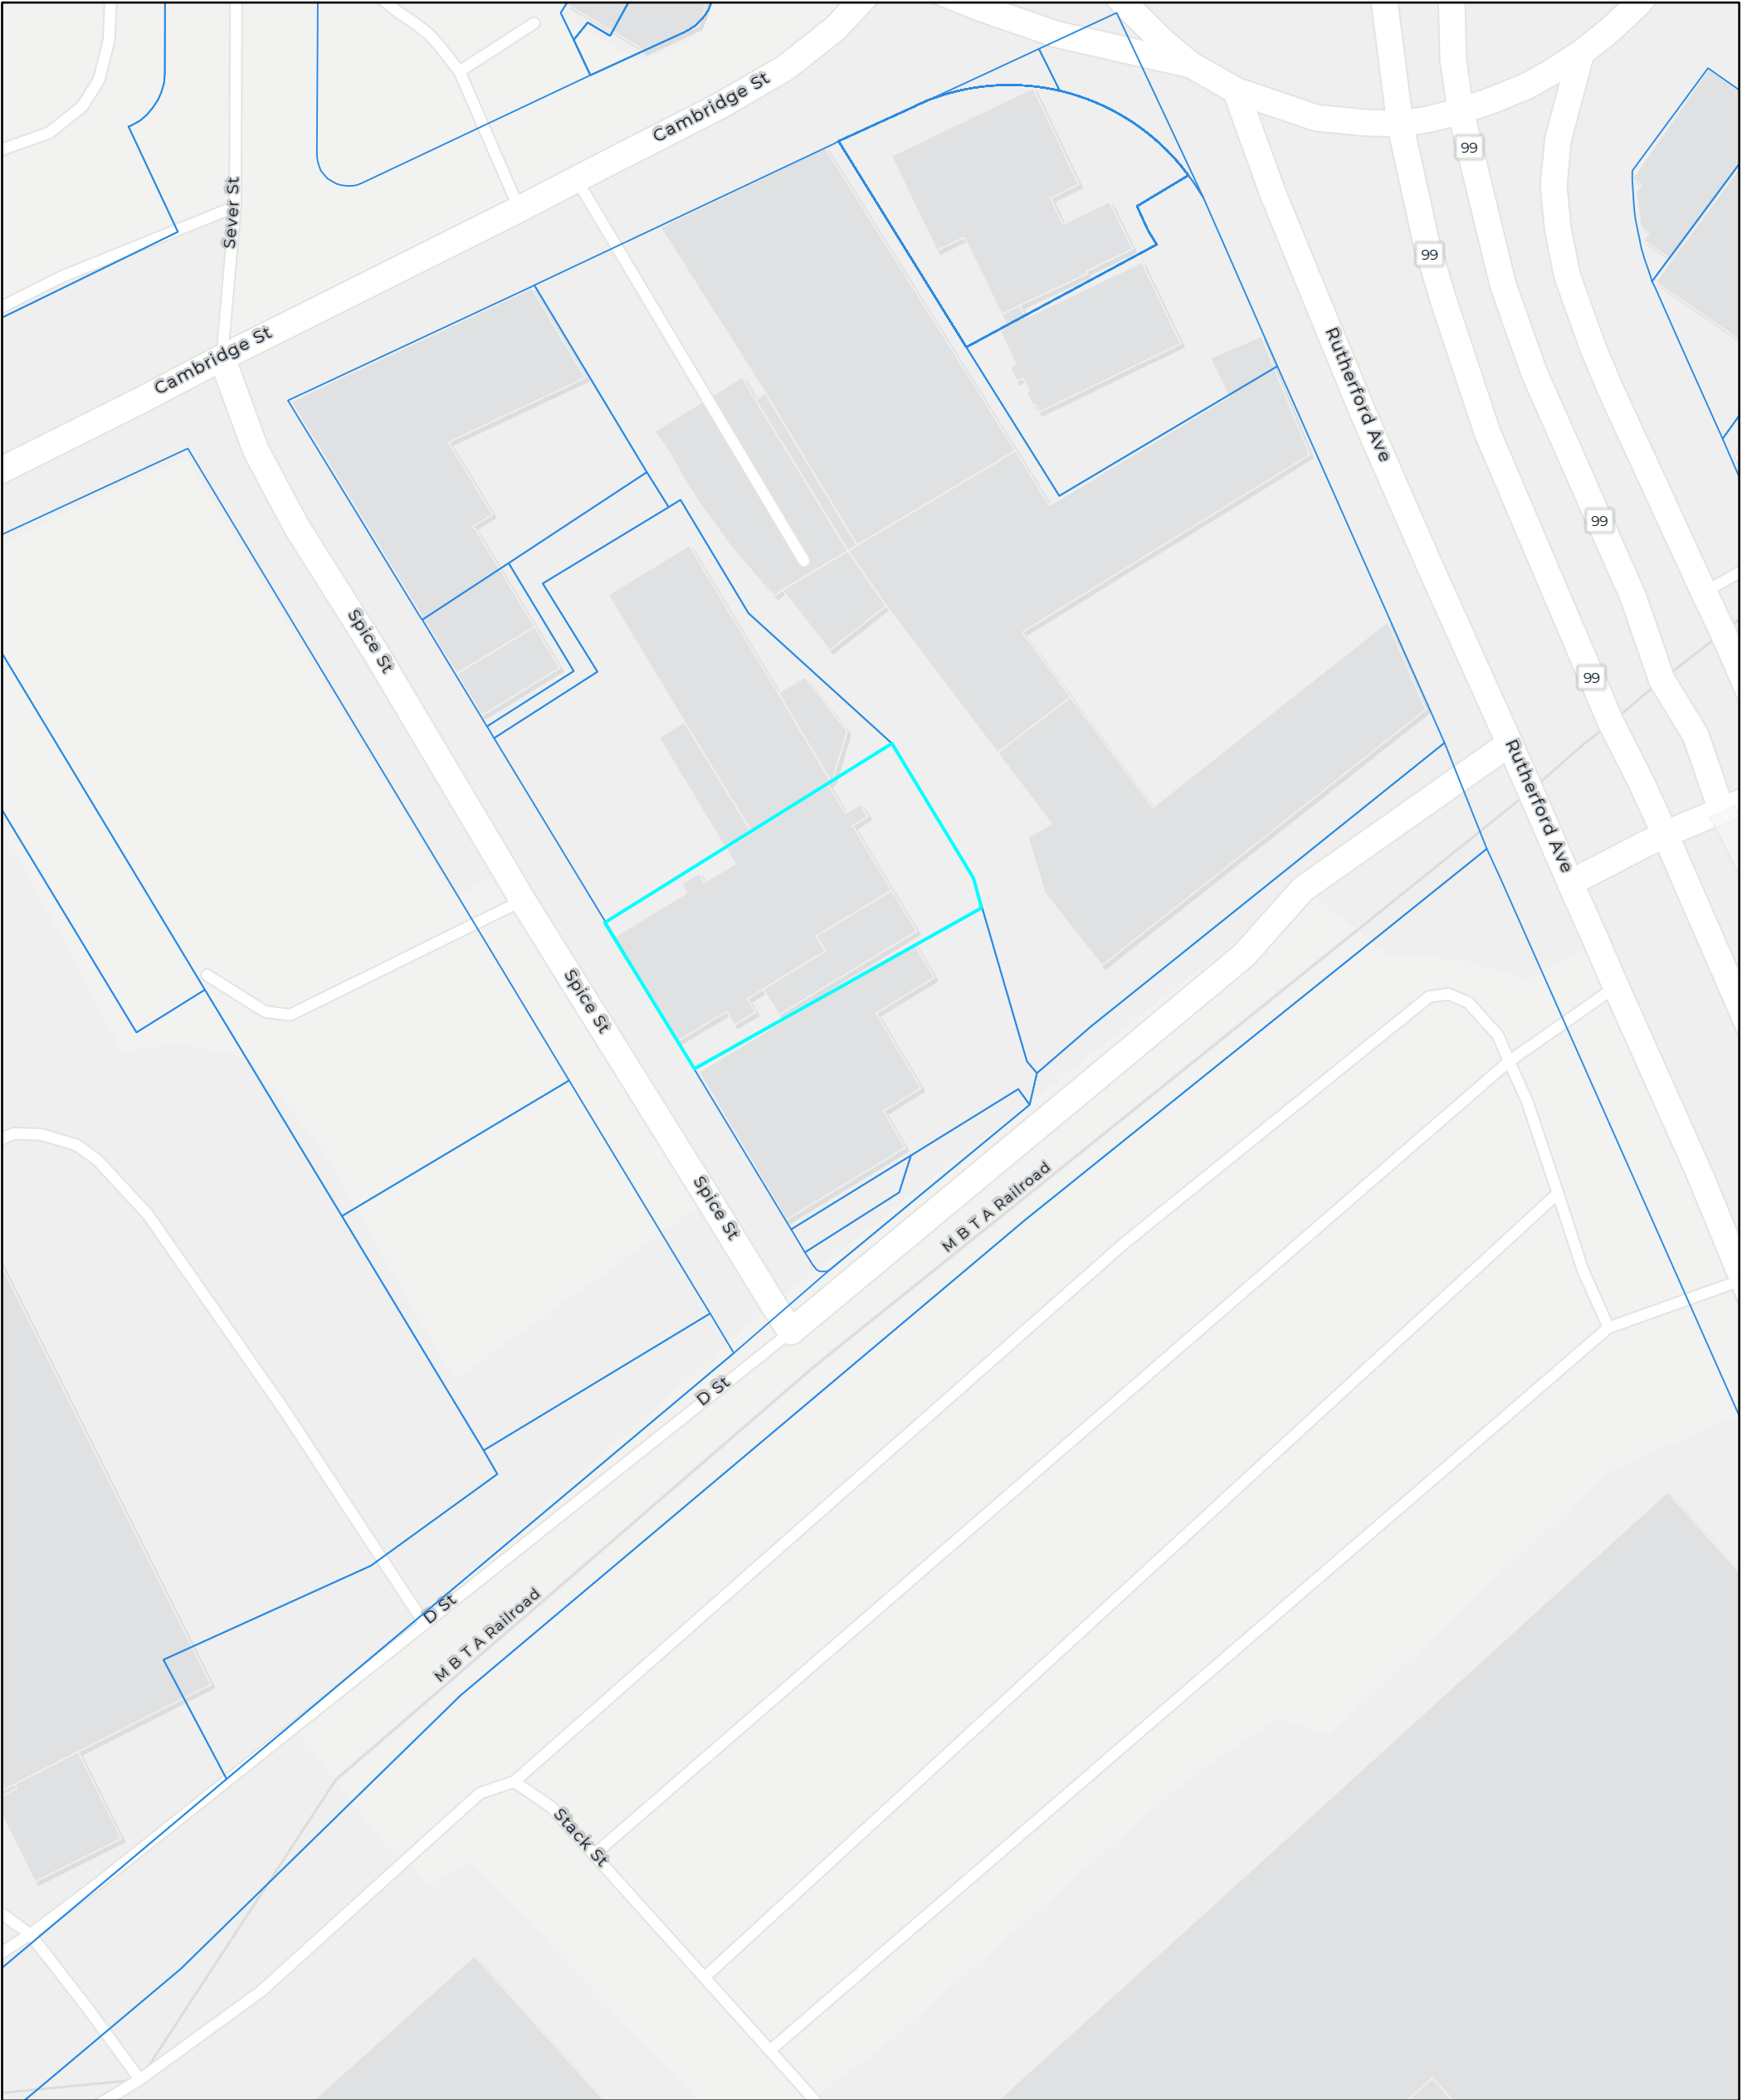 Cambridge St
99
Sever St
99
Cambridge St
Rutherford Ave
99
Spice St
99
Rutherford Ave
Spice St
Spice St
M B T A Railroad
D St
D St
M B T A Railroad
Stack St